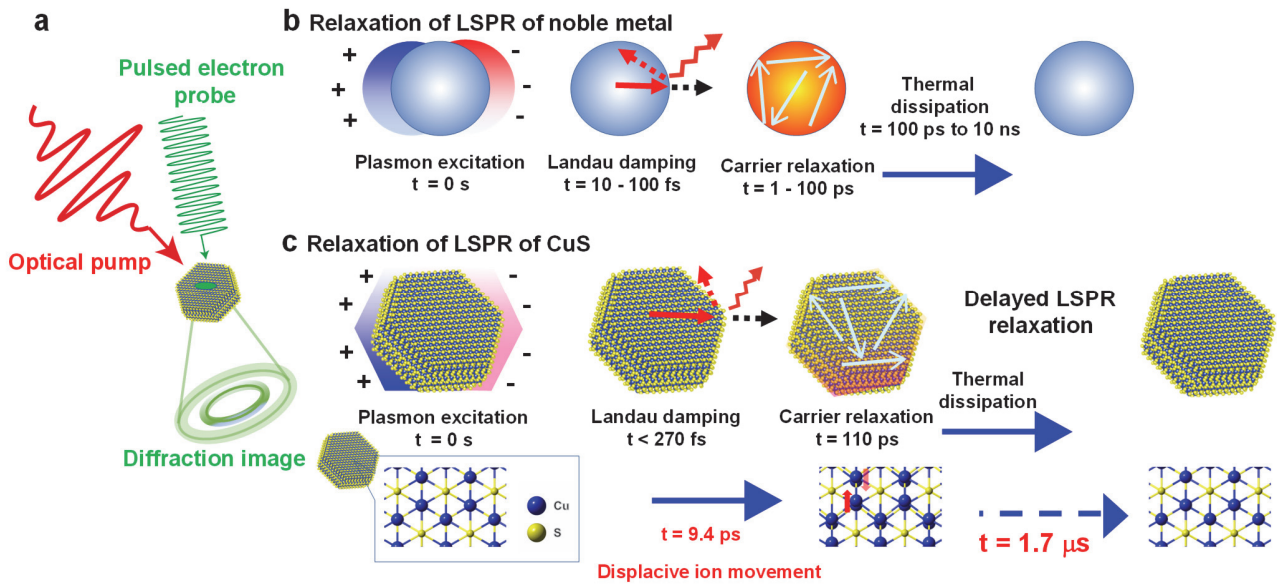 a
Pulsed electron
probe
Optical pump
Diffraction image
b Relaxation of LSPR of noble metal
+
+
+
-
-
-
Plasmon excitation
t = 0 s
Landau damping
t = 10 - 100 fs
Carrier relaxation
t = 1 - 100 ps
Thermal
dissipation
t = 100 ps to 10 ns
c Relaxation of LSPR of CuS
+
+
+
+
-
-
-
-
Plasmon excitation
t = 0 s
Landau damping
t < 270 fs
Carrier relaxation
t = 110 ps
Delayed LSPR
relaxation
Thermal
dissipation
Cu
S
t = 9.4 ps
Displacive ion movement
t = 1.7 μs